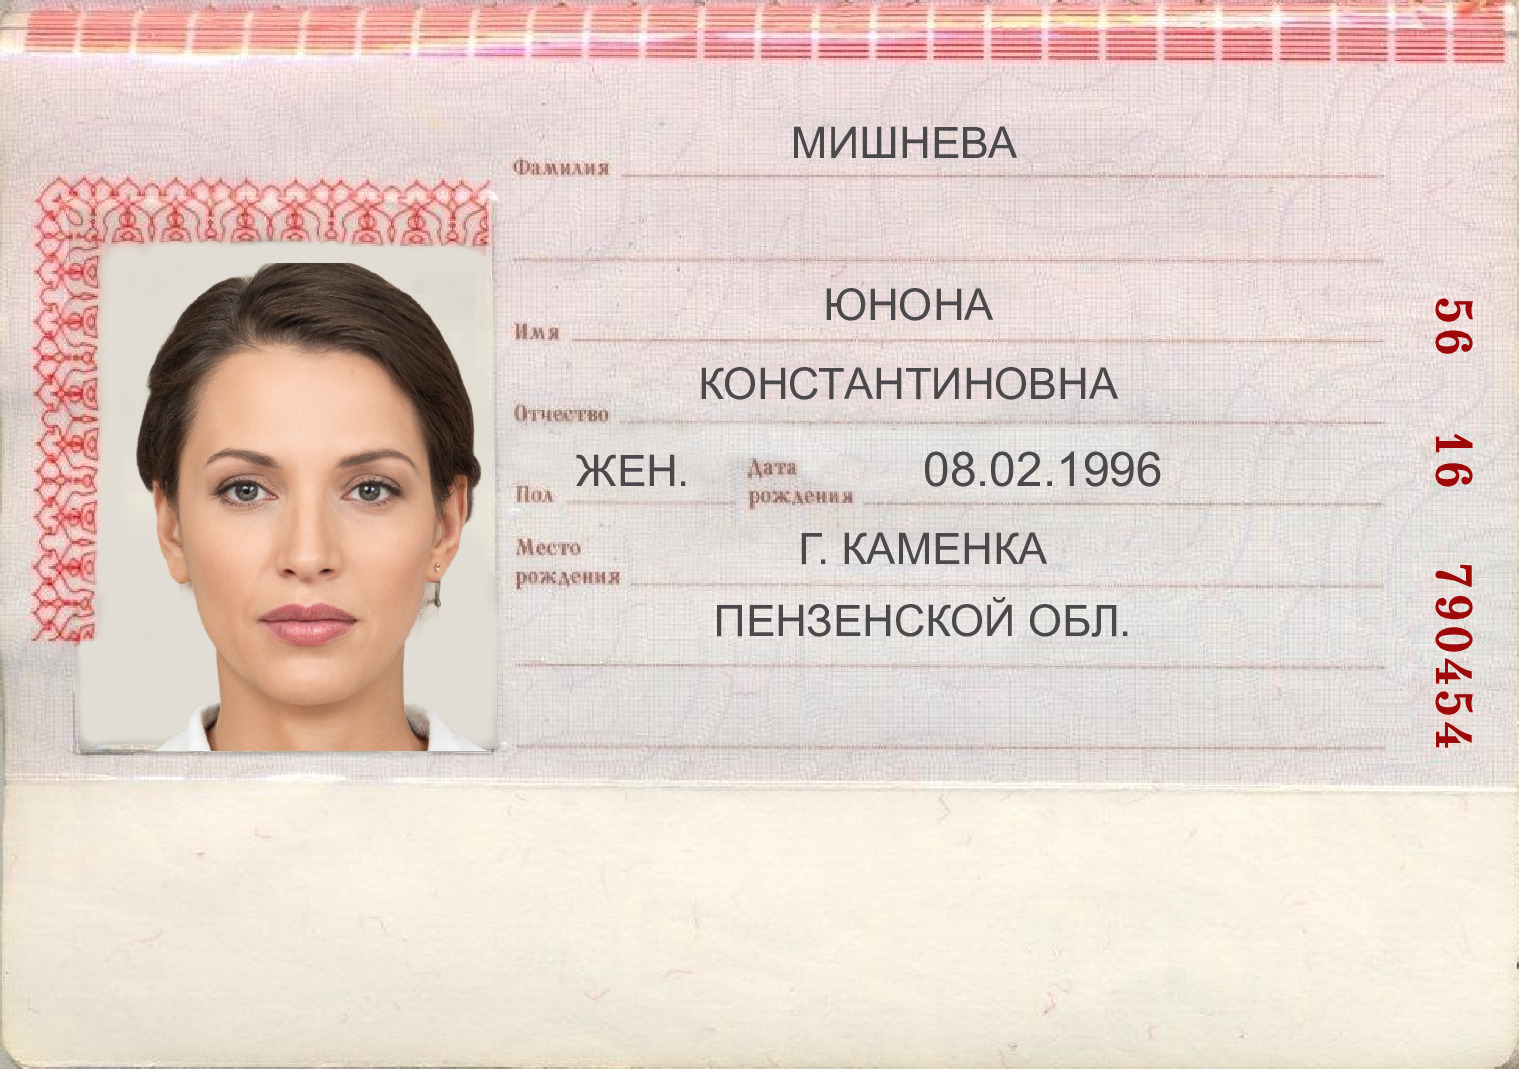 МИШНЕВА
Фамилия
ЮНОНА
Имя
КОНСТАНТИНОВНА
Отчество
ЖЕН.
Пол
Дата рождения
08.02.1996
Место рождения
Г. КАМЕНКА
ПЕНЗЕНСКОЙ ОБЛ.
56 16 790454